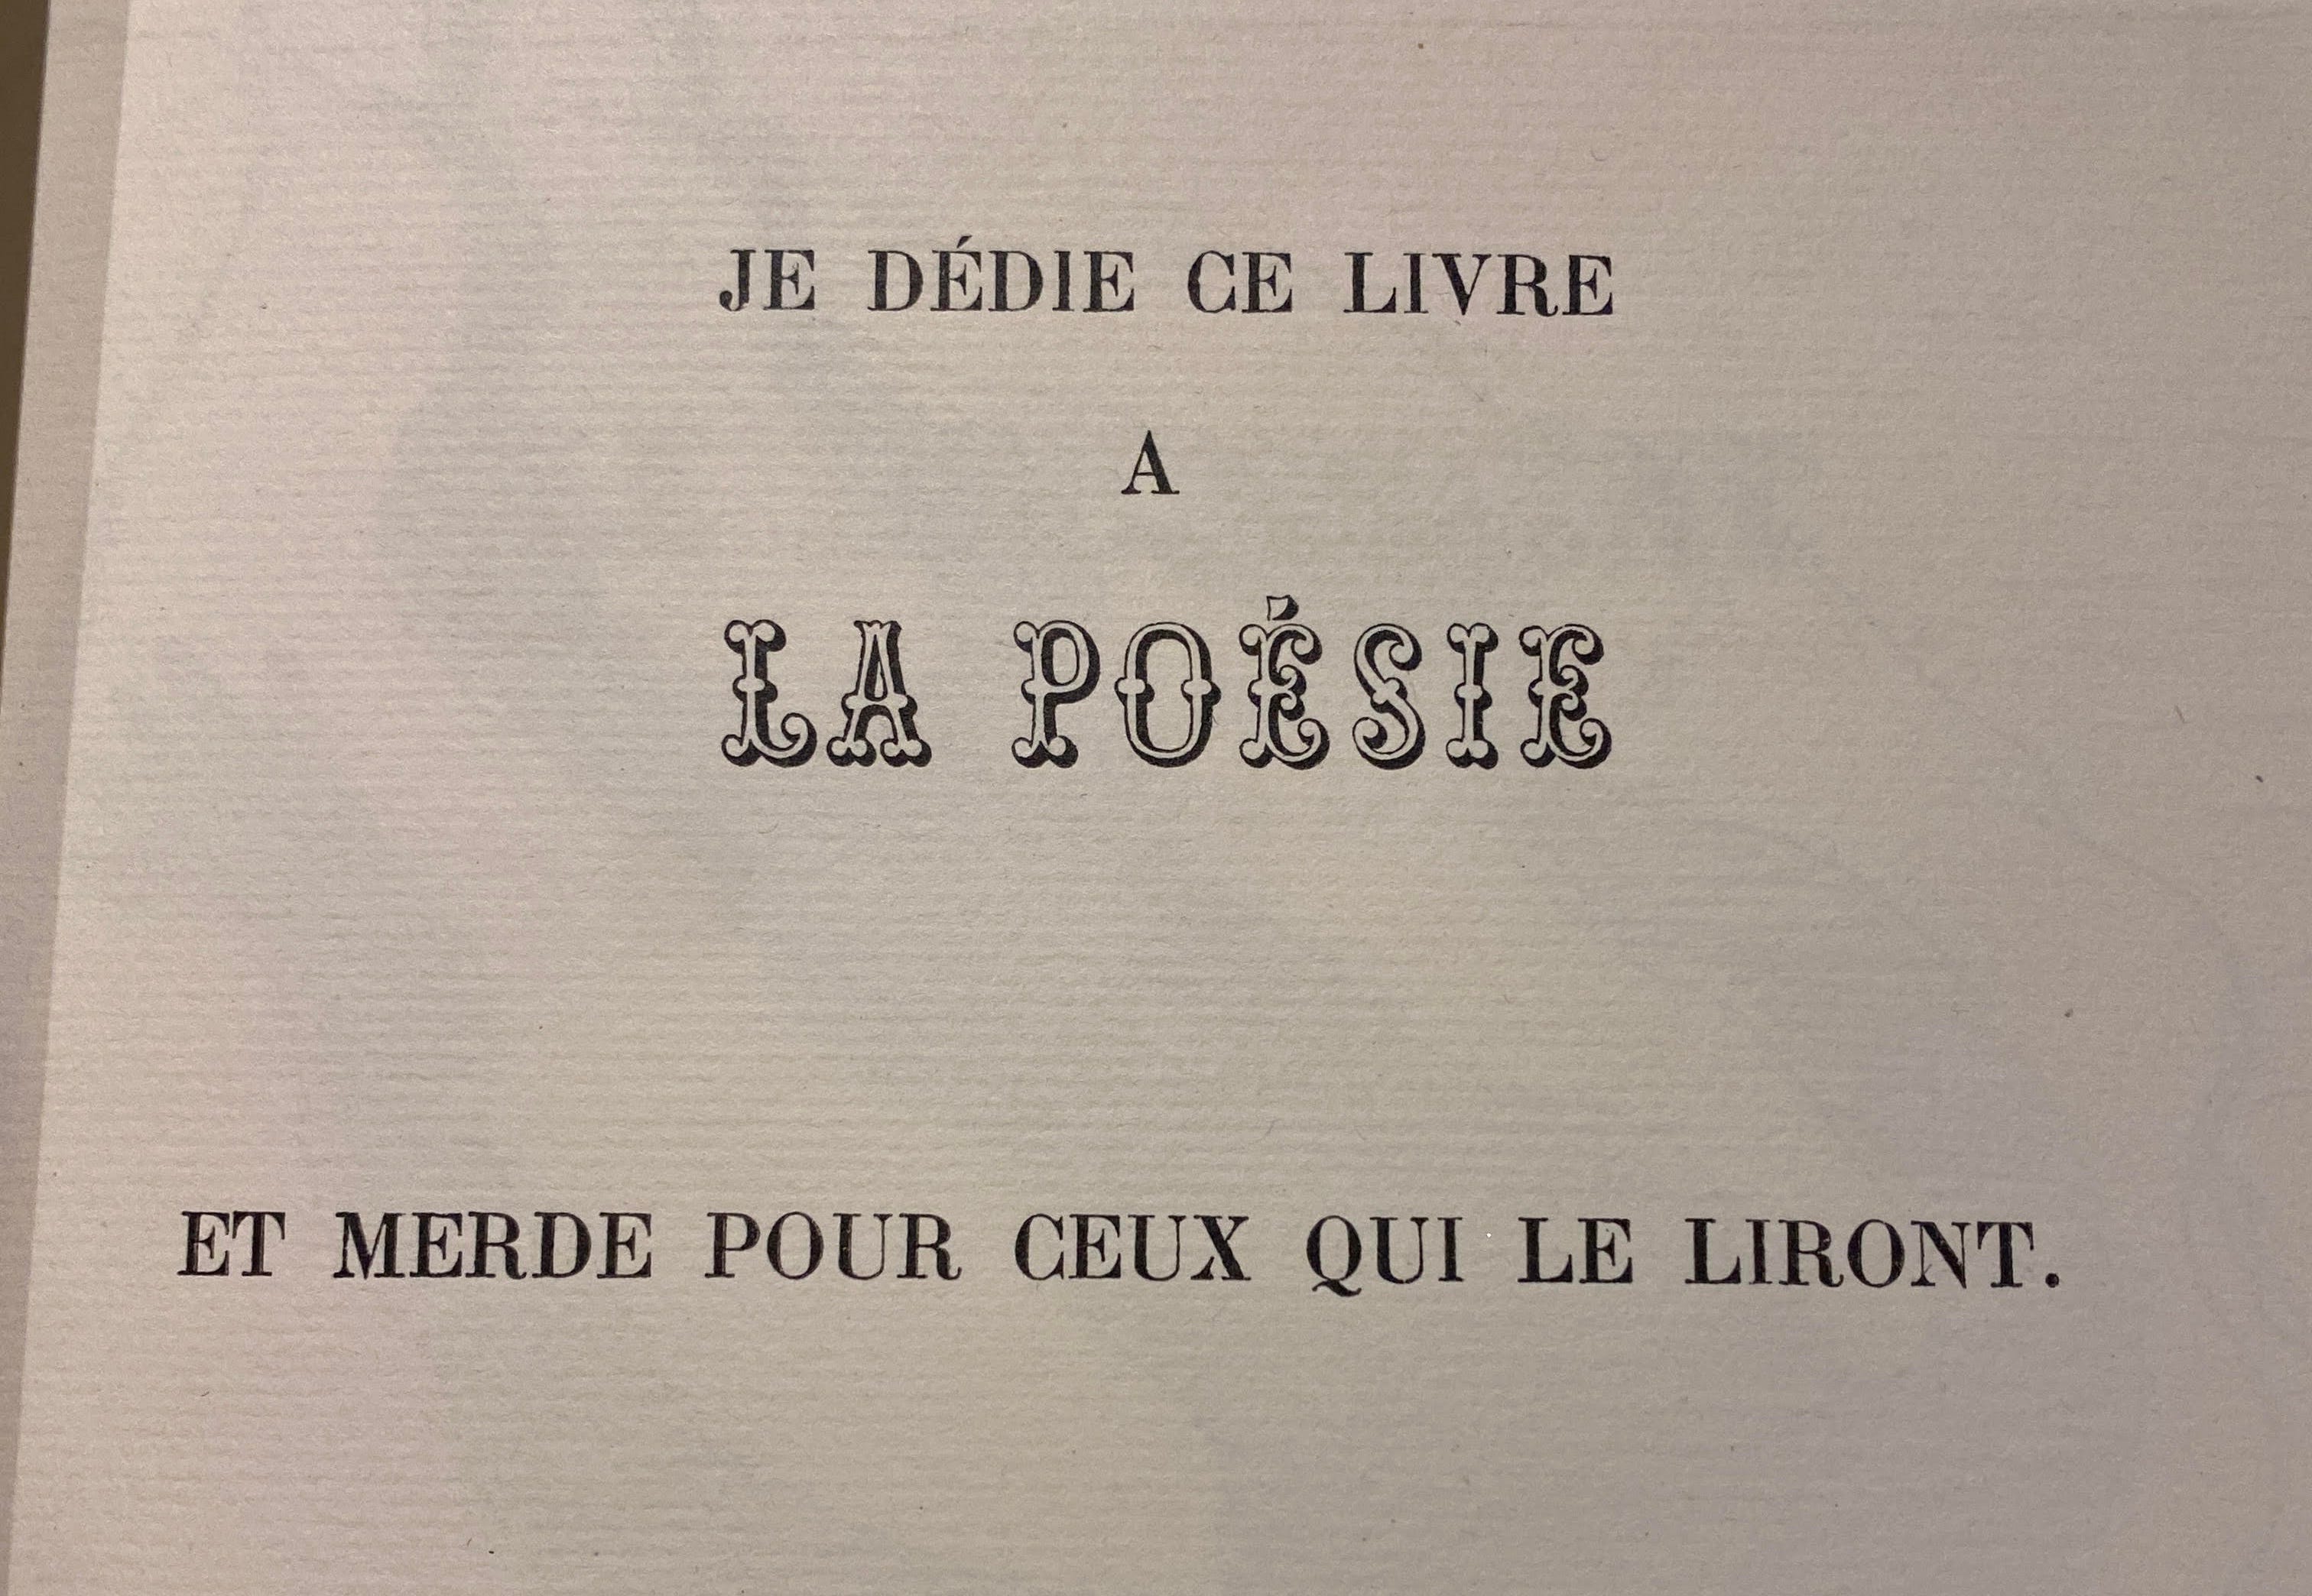 JE DÉDIE CE LIVRE
A
LA POÉSIE
ET MERDE POUR CEUX QUI LE LIRONT.